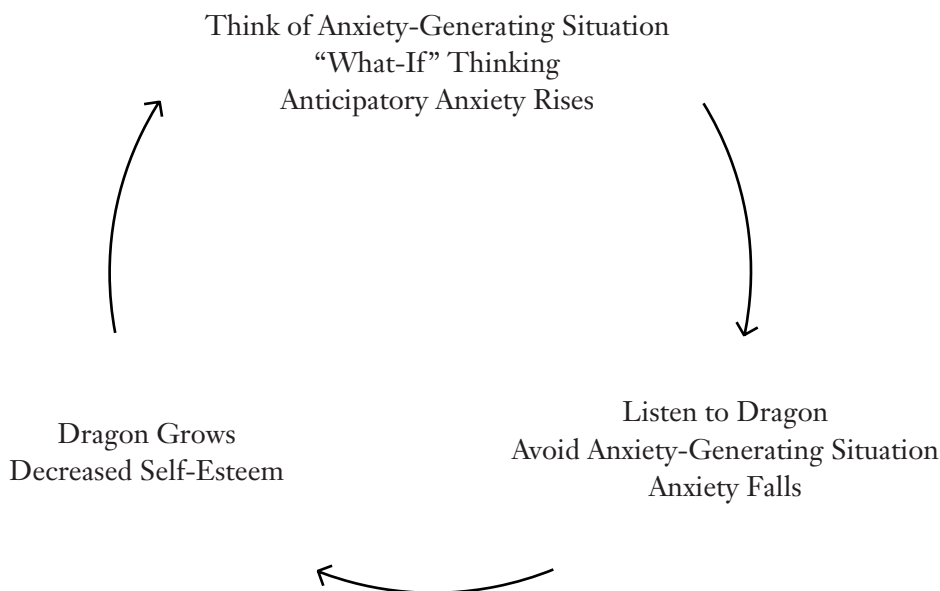 Think of Anxiety-Generating Situation
“What-If” Thinking
Anticipatory Anxiety Rises
Listen to Dragon
Avoid Anxiety-Generating Situation
Anxiety Falls
Dragon Grows
Decreased Self-Esteem